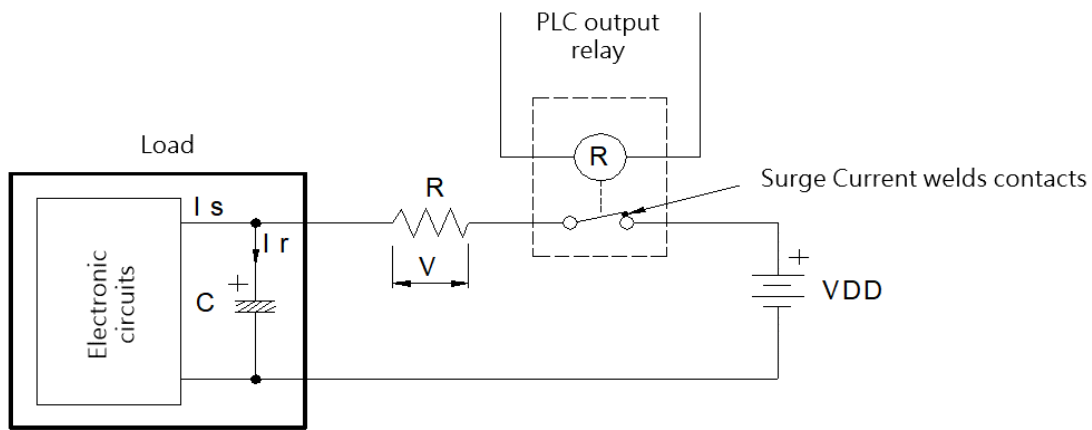 PLC output
relay
Load
R
Surge Current welds contacts
I s
R
I r
V
+
+
C
VDD
Electronic
circuits